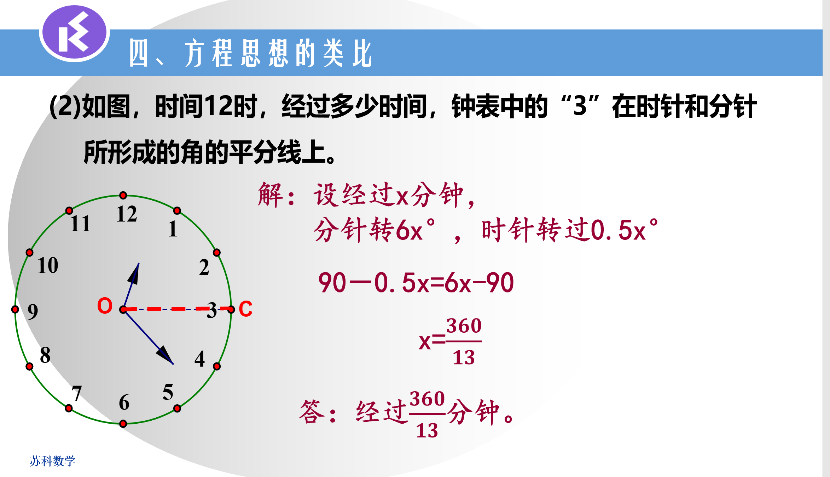 四、方程思想的类比
(2)如图，时间12时，经过多少时间，钟表中的“3”在时针和分针
所形成的角的平分线上。
解：设经过x分钟，
分针转6x°，时针转过0.5x°
90－0.5x=6x-90
x=360/13
答：经过360/13分钟。
12
11
1
10
2
O
9
3
C
8
4
7
5
6
苏科数学